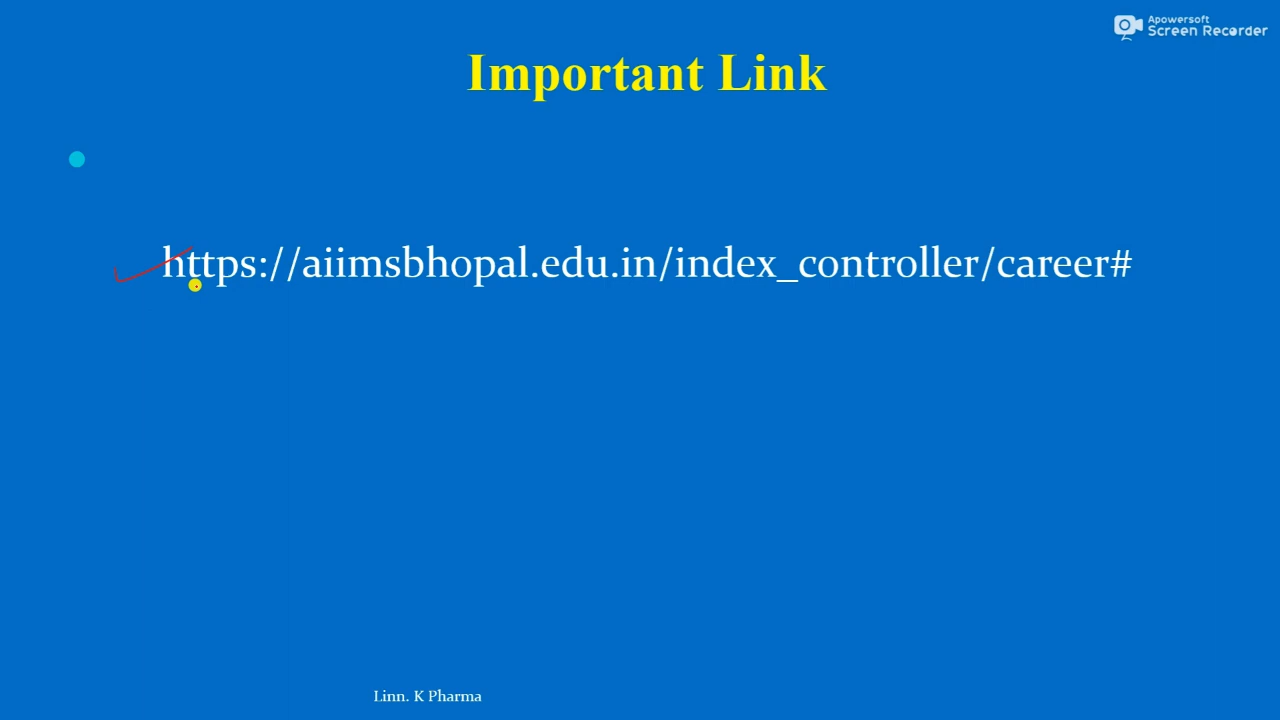 Apowersoft
Screen Recorder
Important Link
https://aiimsbhopal.edu.in/index_controller/career#
Linn. K Pharma